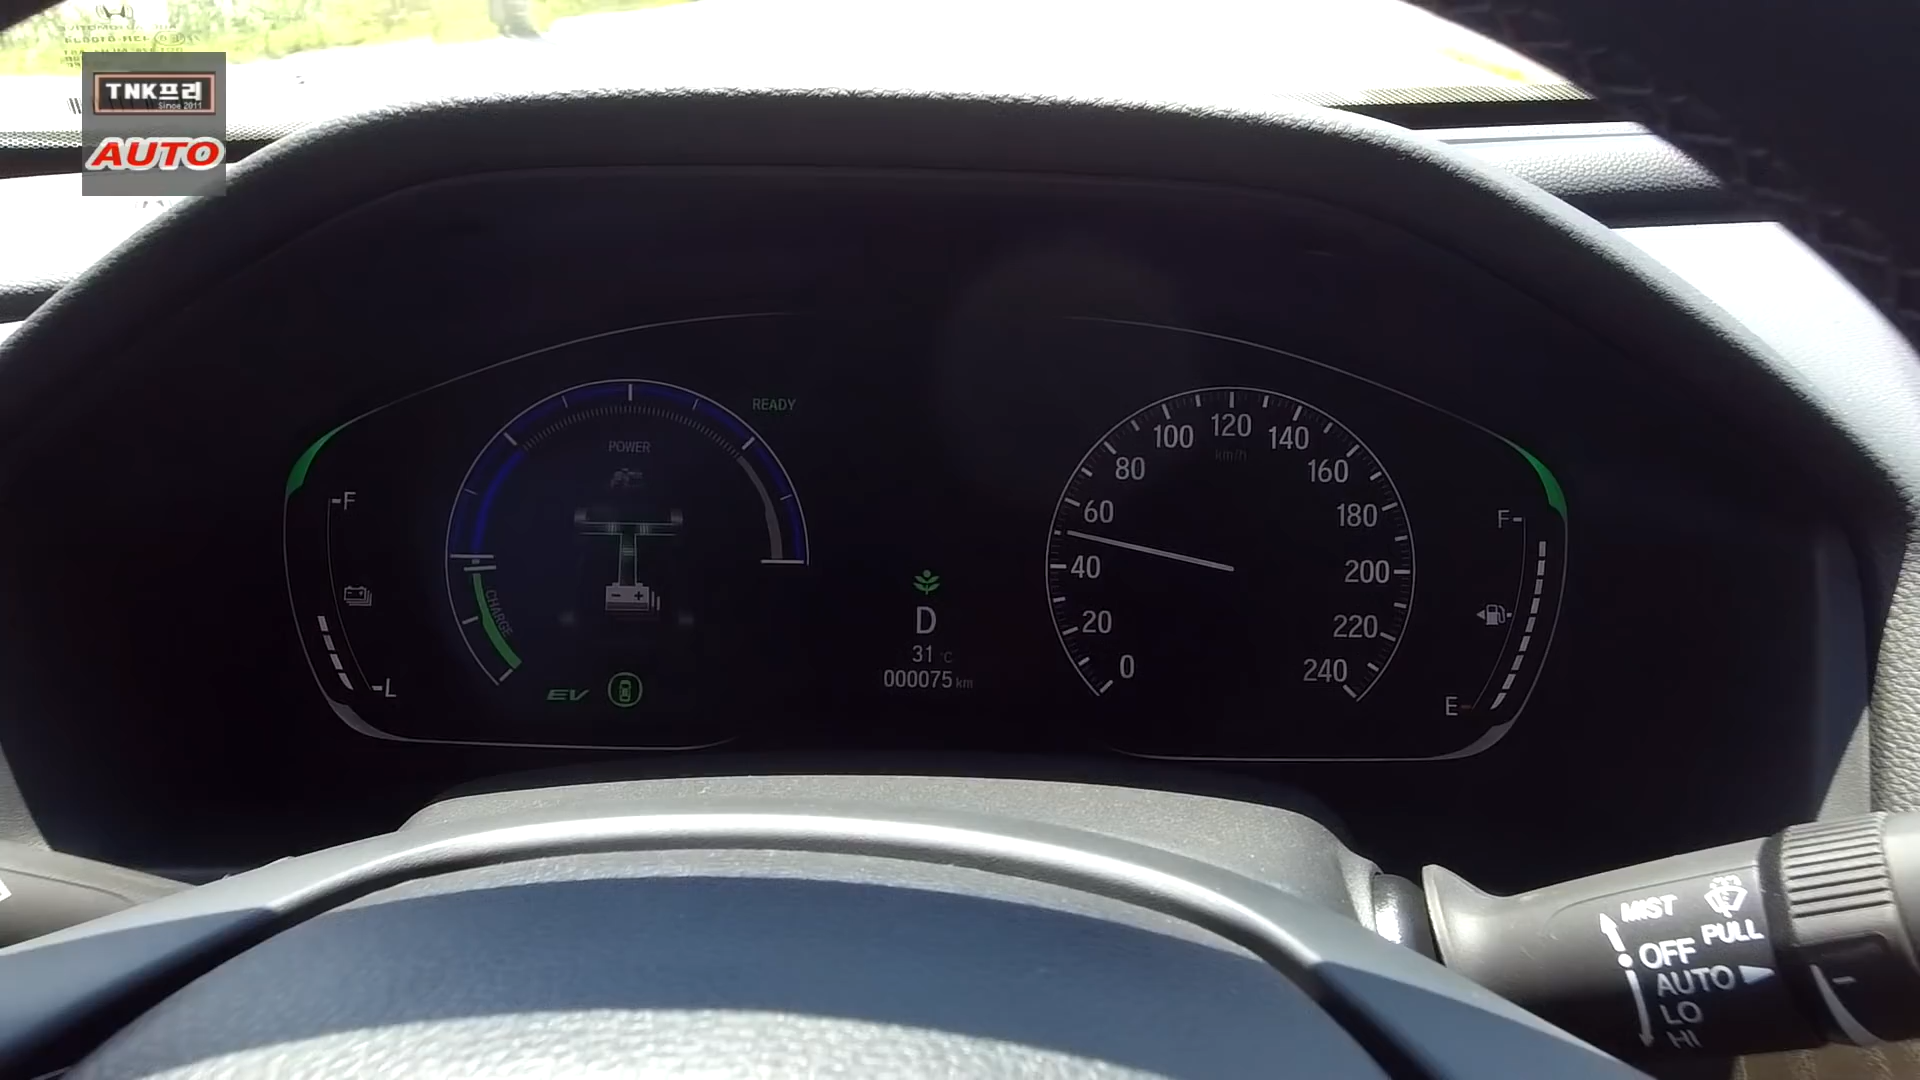 TNK프리
Since 2011
AUTO
READY
POWER
CHARGE
F
L
EV
D
31 °C
000075 km
0
20
40
60
80
100
120
140
160
180
200
220
240
km/h
F
E
MIST
PULL
OFF
AUTO
LO
HI